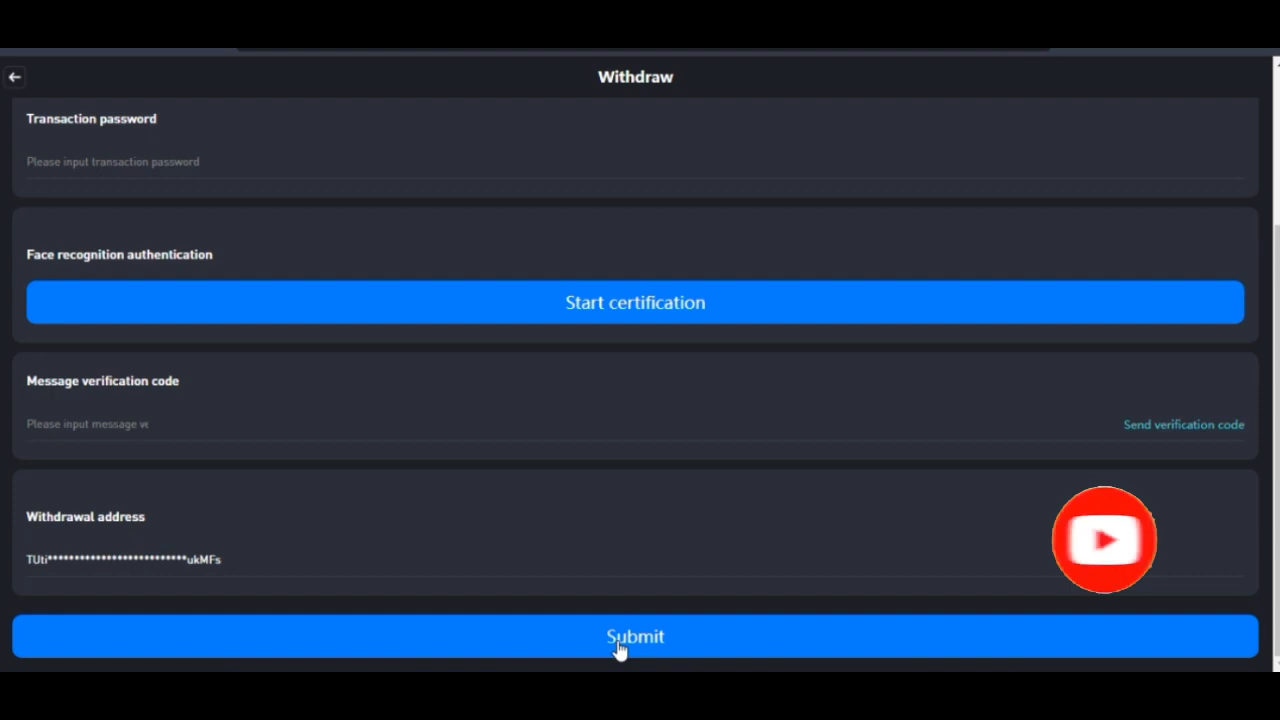 Withdraw
Transaction password
Please input transaction password
Face recognition authentication
Start certification
Message verification code
Please input message ve
Send verification code
Withdrawal address
TUti**************************ukMFs
Submit